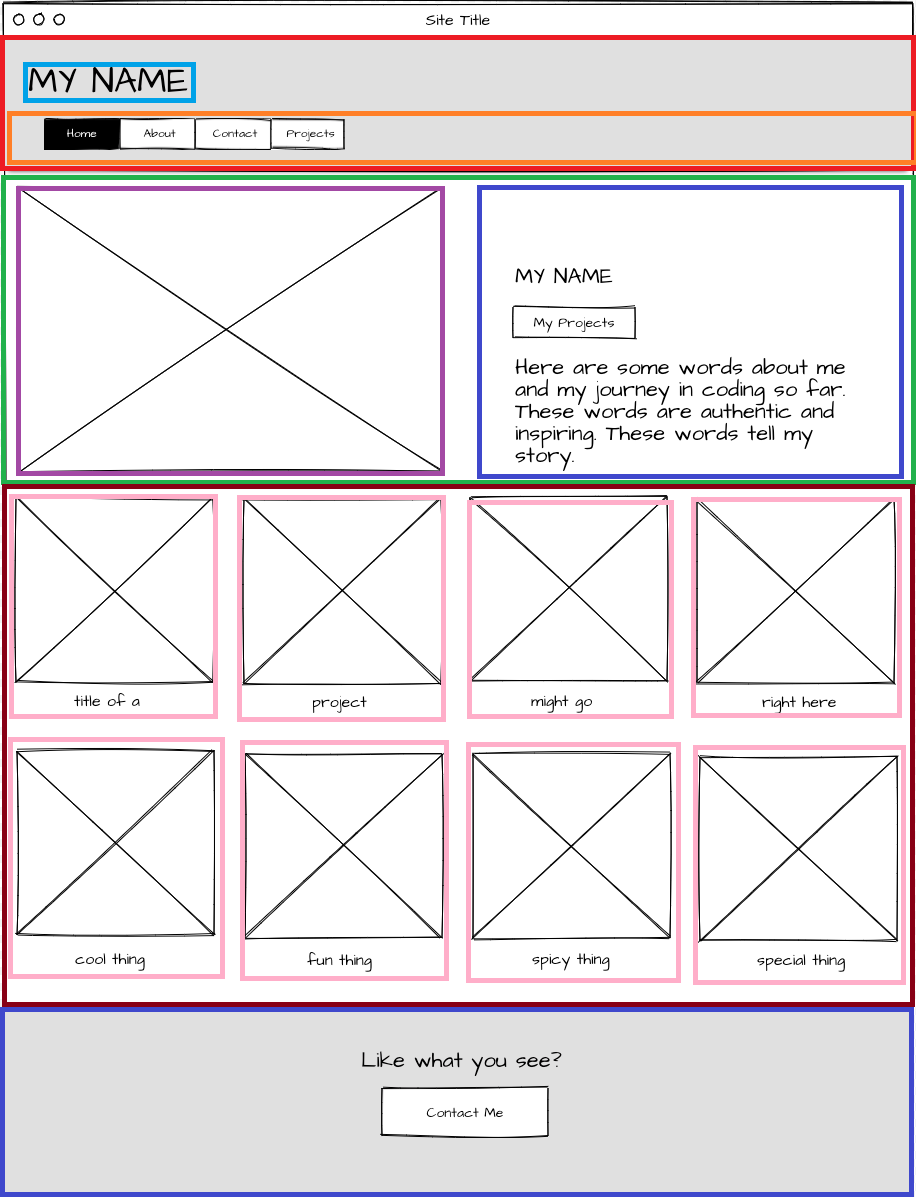 Site Title
MY NAME
Home About Contact Projects
MY NAME
My Projects
Here are some words about me
and my journey in coding so far.
These words are authentic and
inspiring. These words tell my
story.
title of a project might go right here
cool thing fun thing spicy thing special thing
Like what you see?
Contact Me